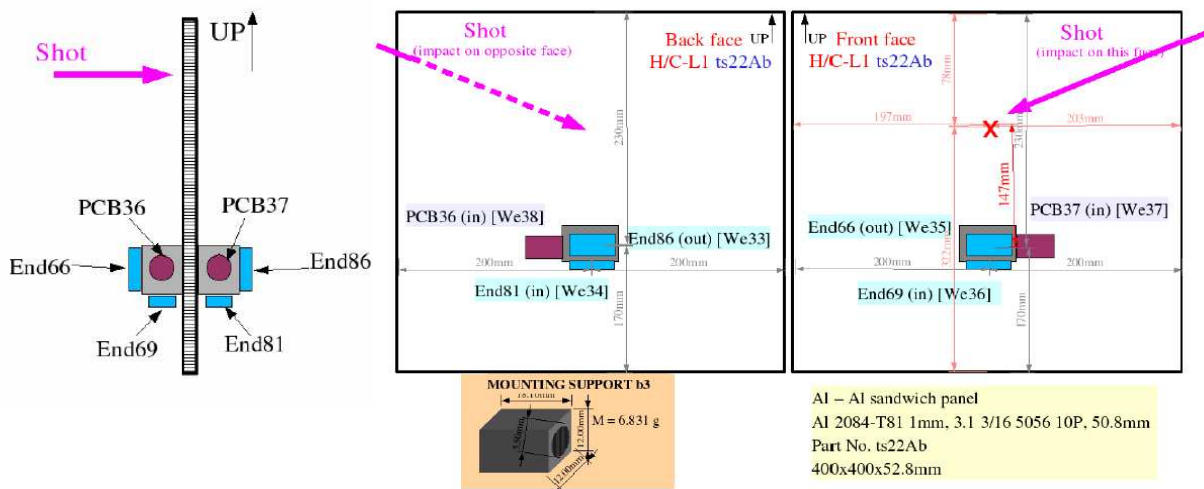 UP
Shot
PCB36
PCB37
End66
End86
End69
End81
Shot
(impact on opposite face)
Back face
UP
H/C-L1 ts22Ab
230mm
PCB36 (in) [We38]
End86 (out) [We33]
200mm
200mm
End81 (in) [We34]
170mm
UP
Front face
H/C-L1 ts22Ab
Shot
(impact on this face)
78mm
197mm
203mm
X
230mm
147mm
PCB37 (in) [We37]
End66 (out) [We35]
322mm
200mm
200mm
End69 (in) [We36]
170mm
MOUNTING SUPPORT b3
M = 6.831 g
12.00mm
12.00mm
Al – Al sandwich panel
Al 2084-T81 1mm, 3.1 3/16 5056 10P, 50.8mm
Part No. ts22Ab
400x400x52.8mm